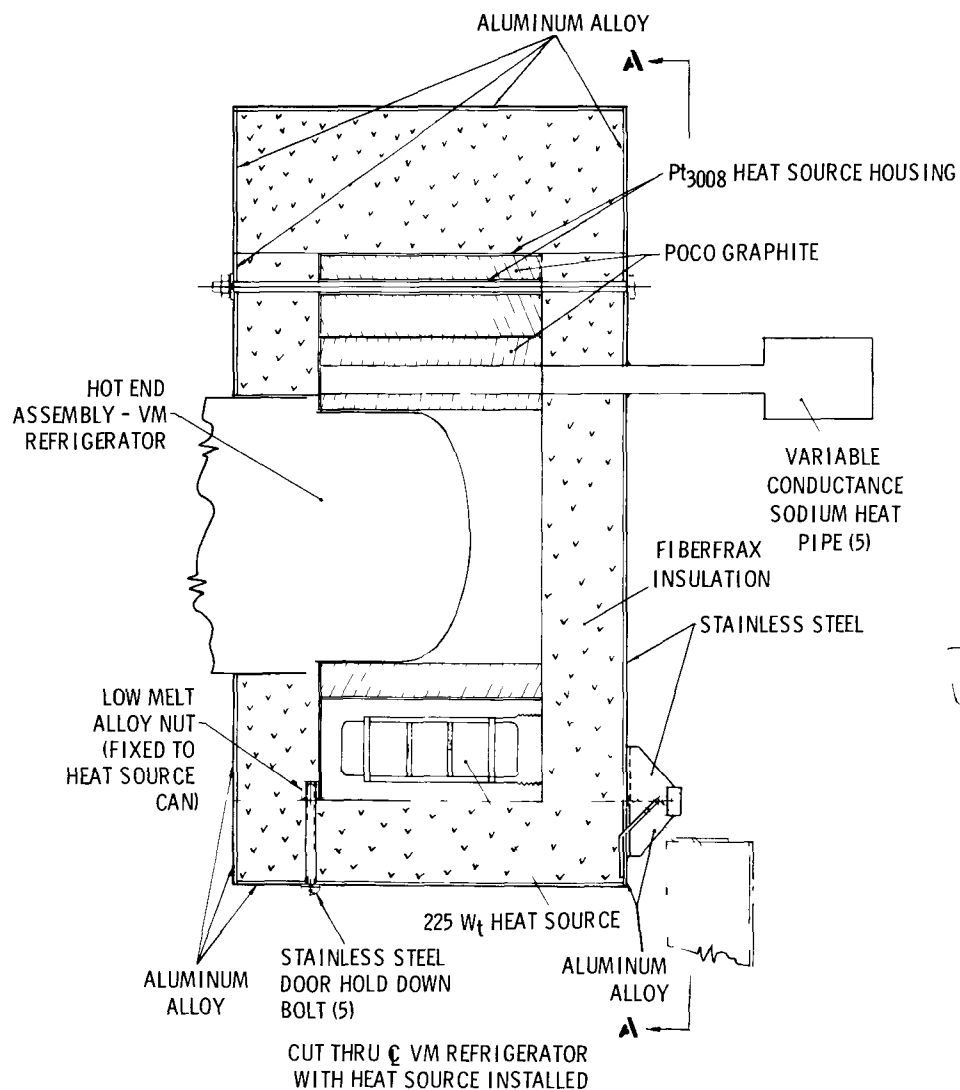 ALUMINUM ALLOY
A
Pt3008 HEAT SOURCE HOUSING
POCO GRAPHITE
HOT END
ASSEMBLY - VM
REFRIGERATOR
VARIABLE
CONDUCTANCE
SODIUM HEAT
PIPE (5)
FIBERFRAX
INSULATION
STAINLESS STEEL
LOW MELT
ALLOY NUT
(FIXED TO
HEAT SOURCE
CAN)
225 Wt HEAT SOURCE
ALUMINUM
ALLOY
STAINLESS STEEL
DOOR HOLD DOWN
BOLT (5)
ALUMINUM
ALLOY
A
CUT THRU ℄ VM REFRIGERATOR
WITH HEAT SOURCE INSTALLED